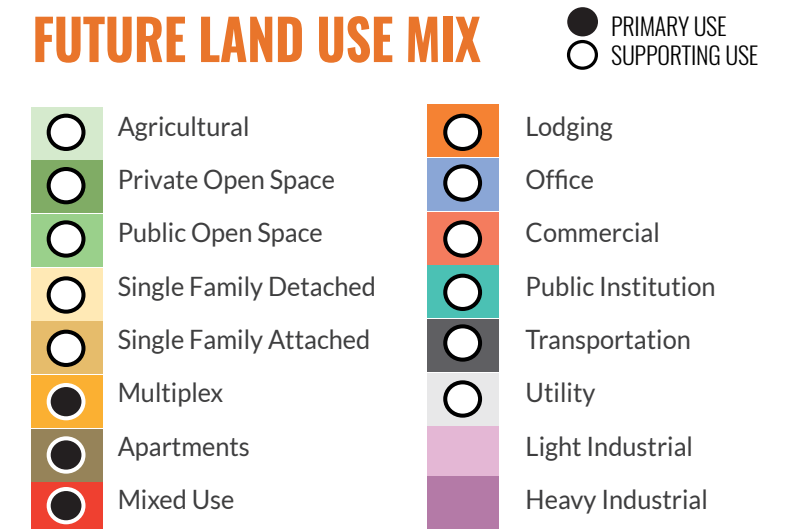 FUTURE LAND USE MIX
PRIMARY USE
SUPPORTING USE
Agricultural
Private Open Space
Public Open Space
Single Family Detached
Single Family Attached
Multiplex
Apartments
Mixed Use
Lodging
Office
Commercial
Public Institution
Transportation
Utility
Light Industrial
Heavy Industrial